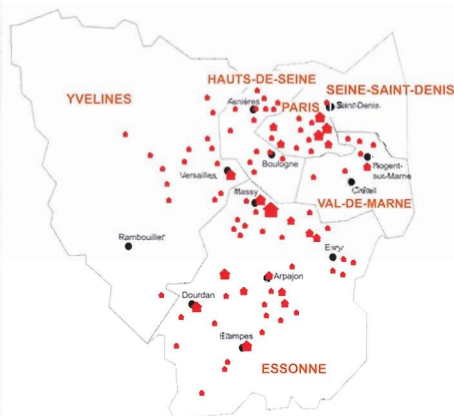 HAUTS-DE-SEINE
SEINE-SAINT-DENIS
YVELINES
Asnières
PARIS
Saint-Denis
Boulogne
Nogent-
sur-Marne
Versailles
Créteil
Massy
VAL-DE-MARNE
Rambouillet
Evry
Arpajon
Dourdan
Etampes
ESSONNE